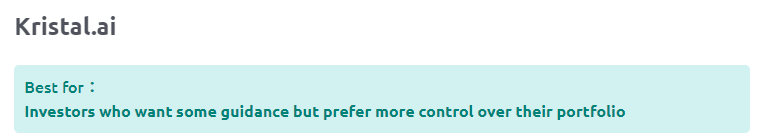 Kristal.ai
Best for：
Investors who want some guidance but prefer more control over their portfolio